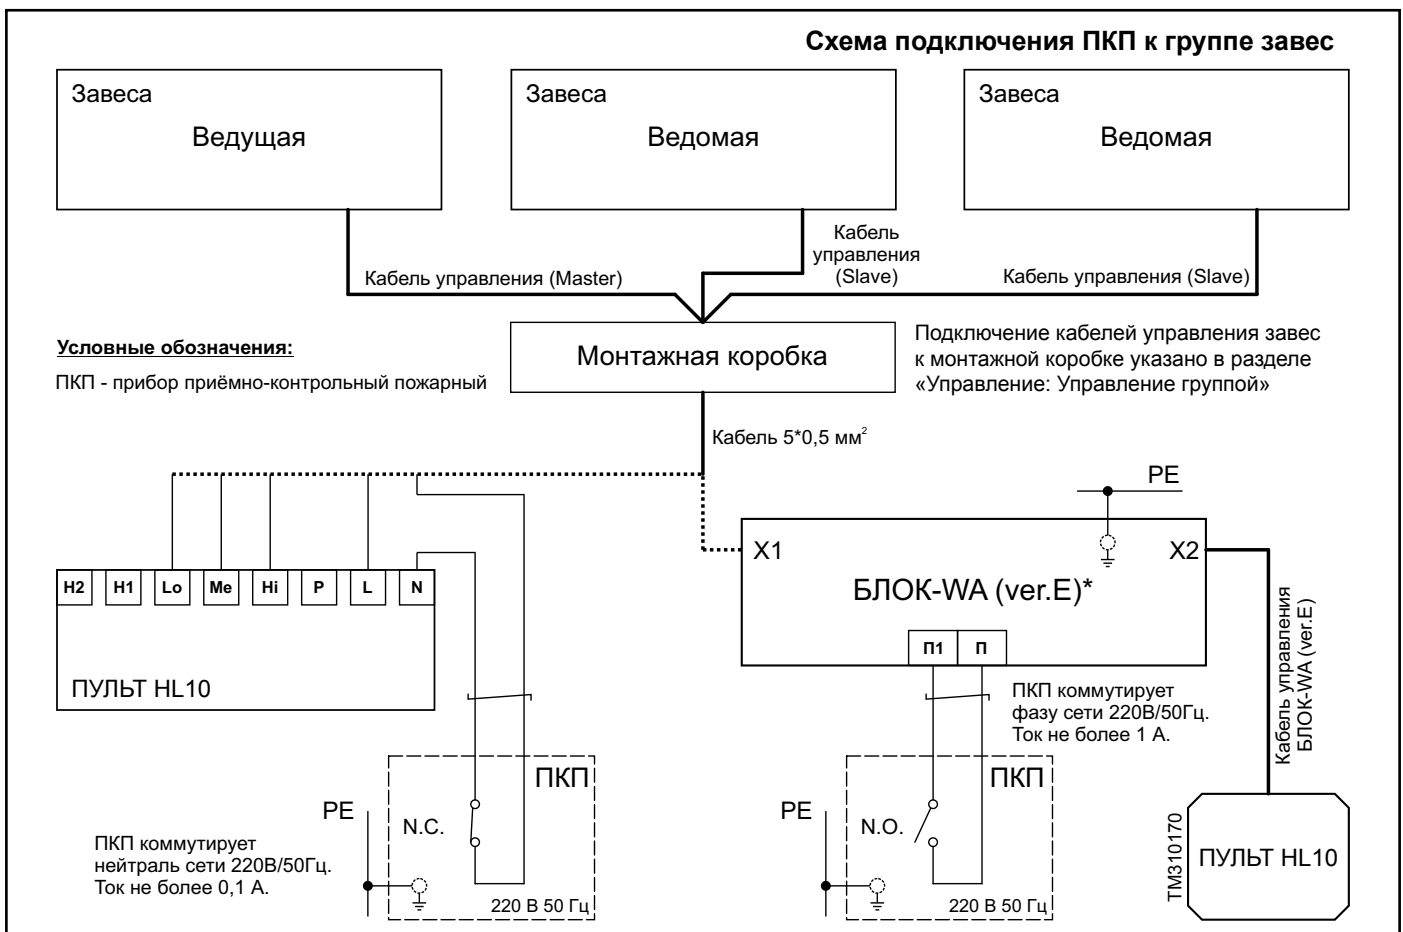 Схема подключения ПКП к группе завес
Завеса
Ведущая
Завеса
Ведомая
Завеса
Ведомая
Кабель
управления
(Slave)
Кабель управления (Master)
Кабель управления (Slave)
Условные обозначения:
ПКП - прибор приёмно-контрольный пожарный
Монтажная коробка
Подключение кабелей управления завес
к монтажной коробке указано в разделе
«Управление: Управление группой»
Кабель 5*0,5 мм²
PE
H2 H1 Lo Me Hi P L N
ПУЛЬТ HL10
X1
X2
БЛОК-WA (ver.E)*
П1 П
ПКП коммутирует
фазу сети 220В/50Гц.
Ток не более 1 А.
Кабель управления
БЛОК-WA (ver.E)
ПКП
PE
N.C.
220 В 50 Гц
ПКП коммутирует
нейтраль сети 220В/50Гц.
Ток не более 0,1 А.
ПКП
PE
N.O.
220 В 50 Гц
TM310170
ПУЛЬТ HL10